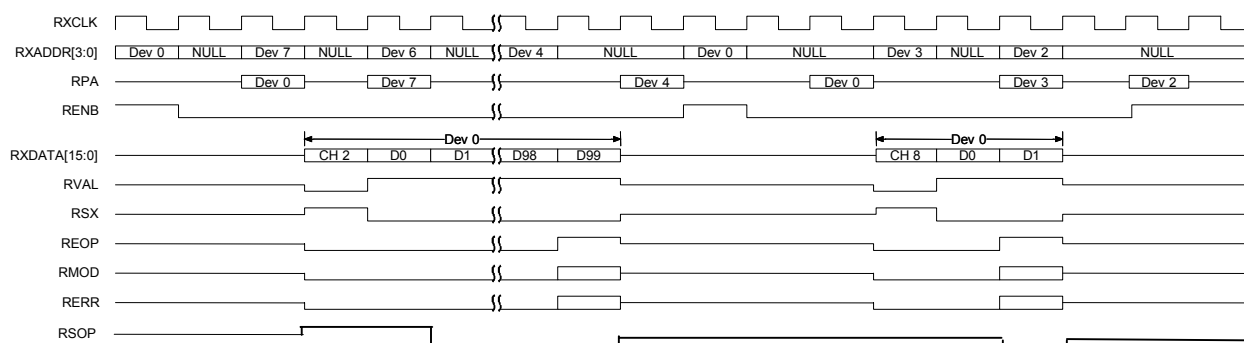 RXCLK
RXADDR[3:0] Dev 0 NULL Dev 7 NULL Dev 6 NULL Dev 4 NULL Dev 0 NULL Dev 3 NULL Dev 2 NULL
RPA Dev 0 Dev 7 Dev 4 Dev 0 Dev 3 Dev 2
RENB
Dev 0 Dev 0
RXDATA[15:0] CH 2 D0 D1 D98 D99 CH 8 D0 D1
RVAL
RSX
REOP
RMOD
RERR
RSOP